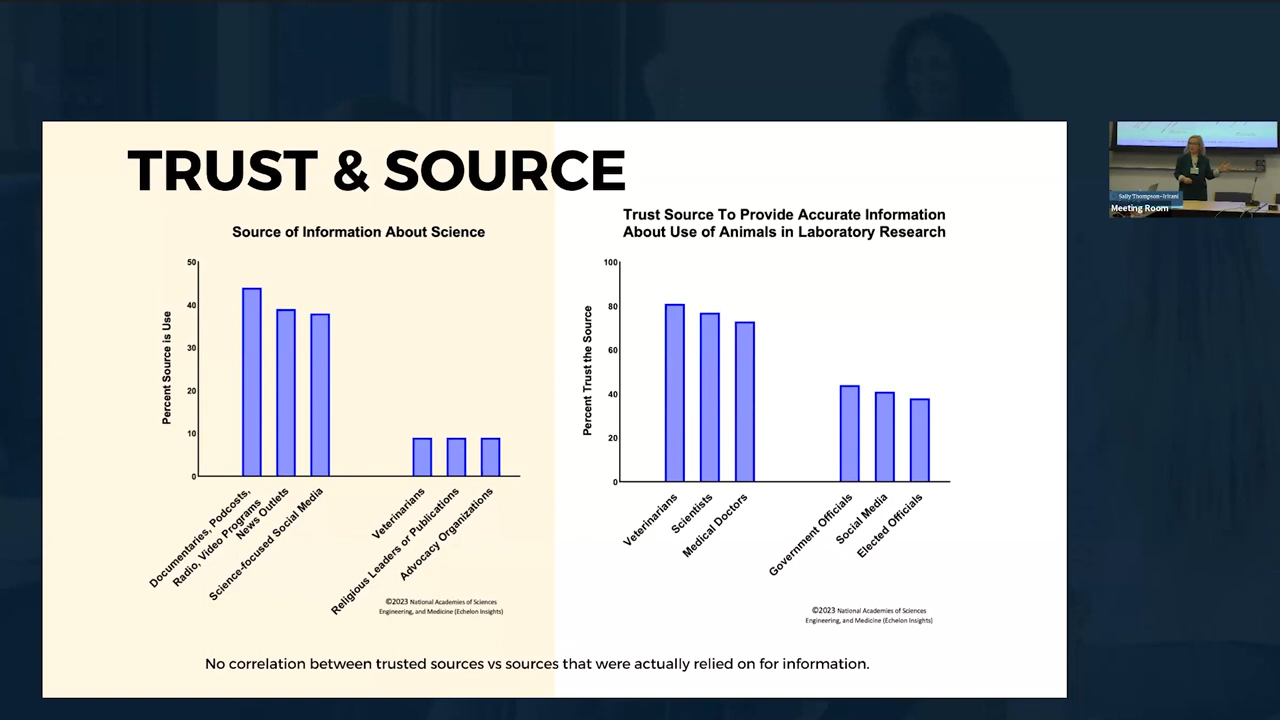 TRUST & SOURCE
Source of Information About Science
Percent Source is Use
50
40
30
20
10
0
Documentaries, Podcasts,
Radio, Video Programs
News Outlets
Science-focused Social Media
Veterinarians
Religious Leaders or Publications
Advocacy Organizations
©2023 National Academies of Sciences
Engineering, and Medicine (Echelon Insights)
Trust Source To Provide Accurate Information
About Use of Animals in Laboratory Research
Percent Trust the Source
100
80
60
40
20
0
Veterinarians
Scientists
Medical Doctors
Government Officials
Social Media
Elected Officials
©2023 National Academies of Sciences
Engineering, and Medicine (Echelon Insights)
No correlation between trusted sources vs sources that were actually relied on for information.
Sally Thompson-Iritani
Meeting Room